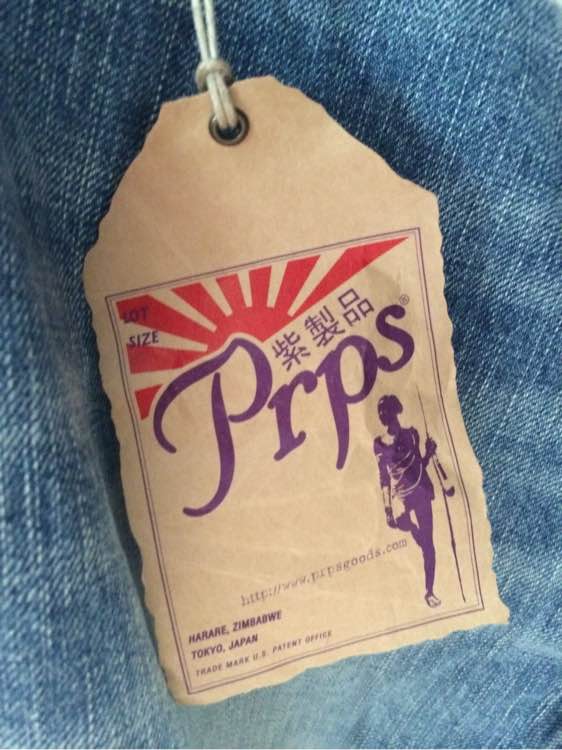 LOT
SIZE
紫製品
Prps®
http://www.prpsgoods.com
HARARE, ZIMBABWE
TOKYO, JAPAN
TRADE MARK U.S. PATENT OFFICE